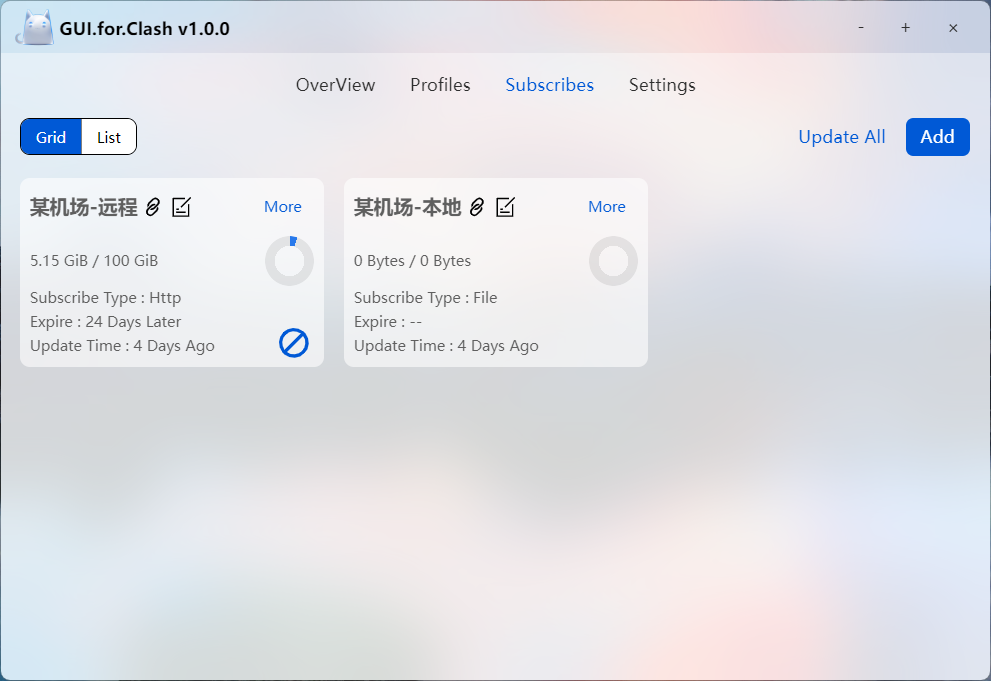 GUI.for.Clash v1.0.0
OverView Profiles Subscribes Settings
Grid List Update All Add
某机场-远程 More
5.15 GiB / 100 GiB
Subscribe Type : Http
Expire : 24 Days Later
Update Time : 4 Days Ago
某机场-本地 More
0 Bytes / 0 Bytes
Subscribe Type : File
Expire : --
Update Time : 4 Days Ago